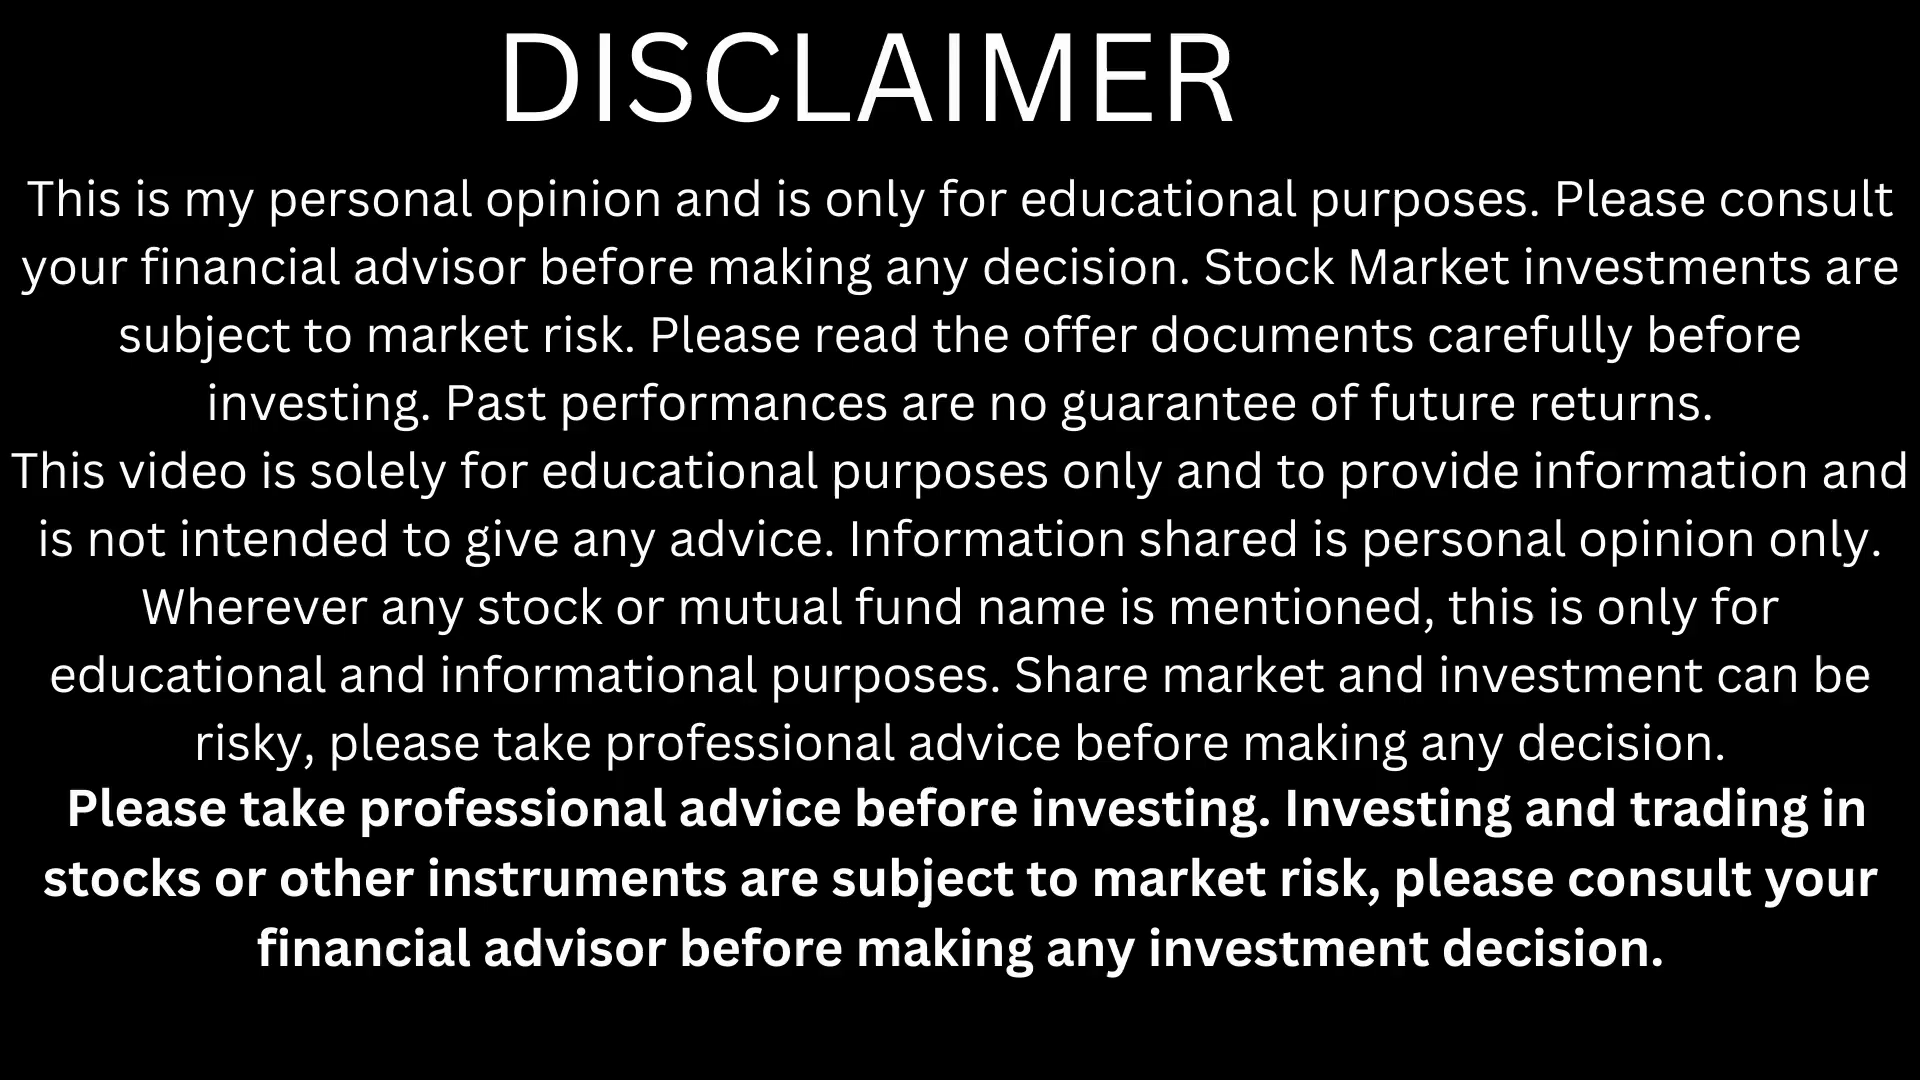 DISCLAIMER
This is my personal opinion and is only for educational purposes. Please consult
your financial advisor before making any decision. Stock Market investments are
subject to market risk. Please read the offer documents carefully before
investing. Past performances are no guarantee of future returns.
This video is solely for educational purposes only and to provide information and
is not intended to give any advice. Information shared is personal opinion only.
Wherever any stock or mutual fund name is mentioned, this is only for
educational and informational purposes. Share market and investment can be
risky, please take professional advice before making any decision.
Please take professional advice before investing. Investing and trading in
stocks or other instruments are subject to market risk, please consult your
financial advisor before making any investment decision.